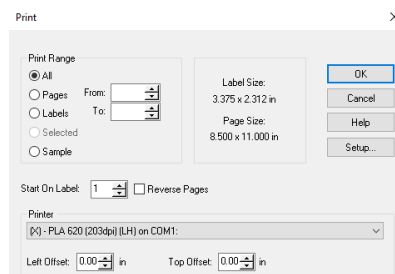 Print
Print Range
All
Pages From:
Labels To:
Selected
Sample
Label Size:
3.375 x 2.312 in
Page Size:
8.500 x 11.000 in
OK
Cancel
Help
Setup...
Start On Label: 1 Reverse Pages
Printer
(X) - PLA 620 (203dpi) (LH) on COM1:
Left Offset: 0.00 in Top Offset: 0.00 in